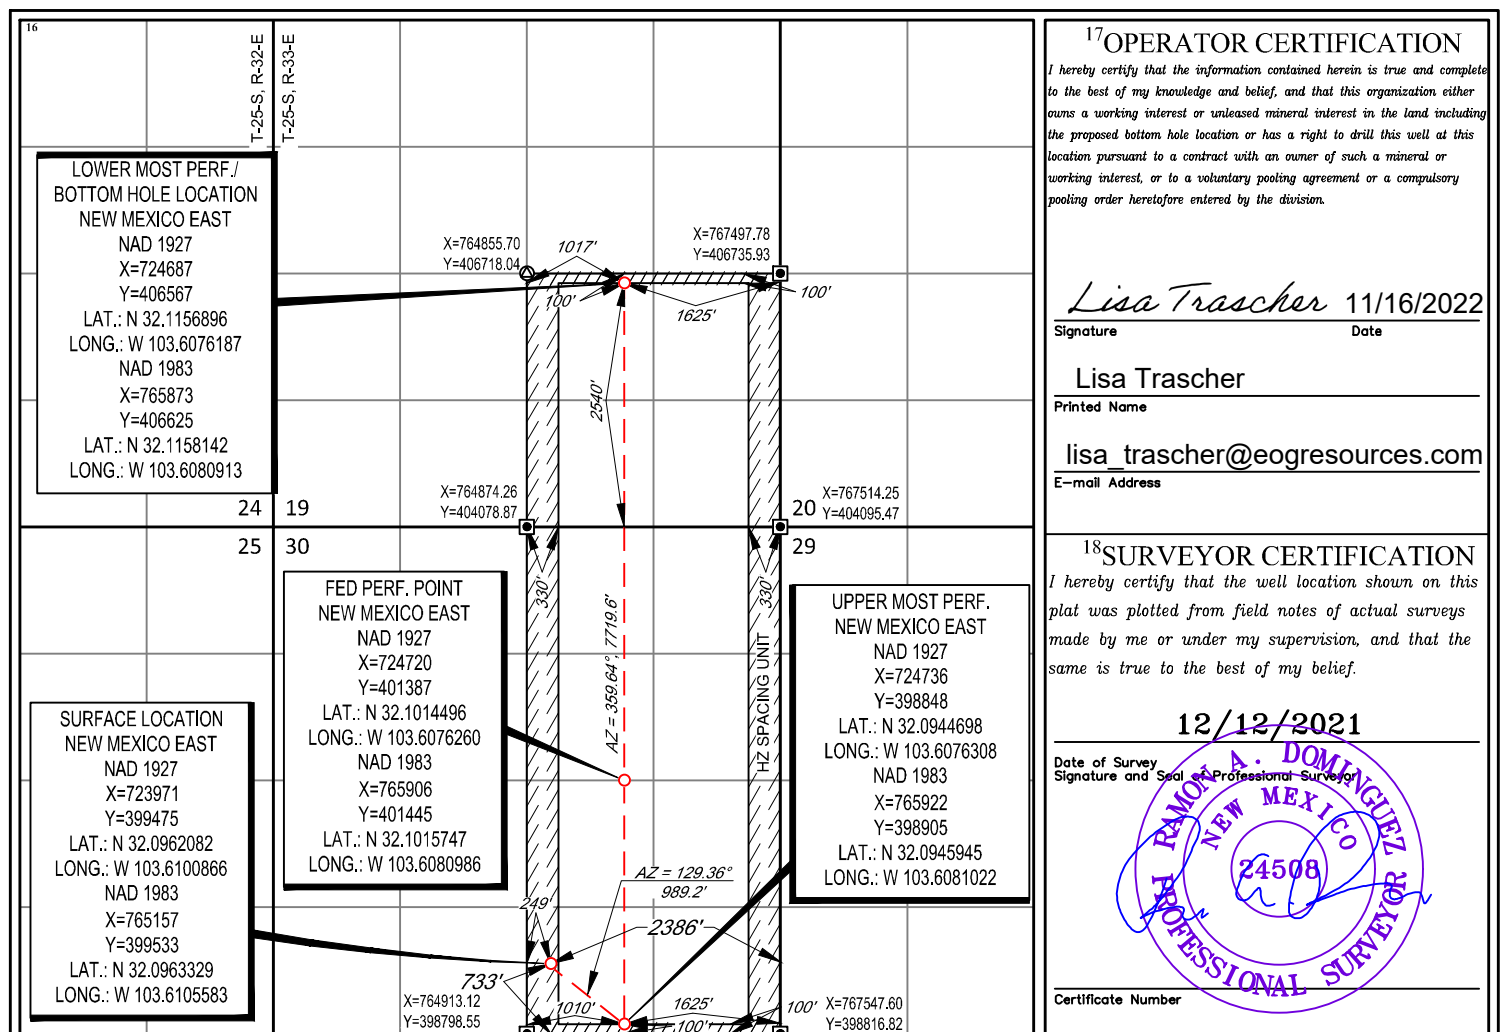 16
T-25-S, R-32-E
T-25-S, R-33-E
LOWER MOST PERF./
BOTTOM HOLE LOCATION
NEW MEXICO EAST
NAD 1927
X=724687
Y=406567
LAT.: N 32.1156896
LONG.: W 103.6076187
NAD 1983
X=765873
Y=406625
LAT.: N 32.1158142
LONG.: W 103.6080913
X=764855.70
Y=406718.04
1017'
X=767497.78
Y=406735.93
100'
1625'
100'
2540'
24
19
25
30
X=764874.26
Y=404078.87
20
29
X=767514.25
Y=404095.47
330'
330'
AZ = 359.64°, 7719.6'
HZ SPACING UNIT
FED PERF. POINT
NEW MEXICO EAST
NAD 1927
X=724720
Y=401387
LAT.: N 32.1014496
LONG.: W 103.6076260
NAD 1983
X=765906
Y=401445
LAT.: N 32.1015747
LONG.: W 103.6080986
UPPER MOST PERF.
NEW MEXICO EAST
NAD 1927
X=724736
Y=398848
LAT.: N 32.0944698
LONG.: W 103.6076308
NAD 1983
X=765922
Y=398905
LAT.: N 32.0945945
LONG.: W 103.6081022
SURFACE LOCATION
NEW MEXICO EAST
NAD 1927
X=723971
Y=399475
LAT.: N 32.0962082
LONG.: W 103.6100866
NAD 1983
X=765157
Y=399533
LAT.: N 32.0963329
LONG.: W 103.6105583
AZ = 129.36°
989.2'
249'
2386'
733'
X=764913.12
Y=398798.55
1010'
1625'
100'
100'
X=767547.60
Y=398816.82
17OPERATOR CERTIFICATION
I hereby certify that the information contained herein is true and complete
to the best of my knowledge and belief, and that this organization either
owns a working interest or unleased mineral interest in the land including
the proposed bottom hole location or has a right to drill this well at this
location pursuant to a contract with an owner of such a mineral or
working interest, or to a voluntary pooling agreement or a compulsory
pooling order heretofore entered by the division.
Lisa Trascher 11/16/2022
Signature Date
Lisa Trascher
Printed Name
lisa_trascher@eogresources.com
E-mail Address
18SURVEYOR CERTIFICATION
I hereby certify that the well location shown on this
plat was plotted from field notes of actual surveys
made by me or under my supervision, and that the
same is true to the best of my belief.
12/12/2021
Date of Survey
Signature and Seal of Professional Surveyor
RAMON A. DOMINGUEZ
NEW MEXICO
24508
PROFESSIONAL SURVEYOR
Certificate Number